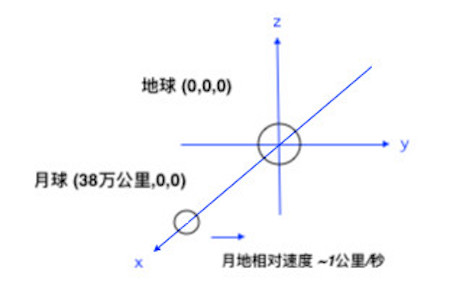 z
地球 (0,0,0)
y
月球 (38万公里,0,0)
x
月地相对速度 ~1公里/秒